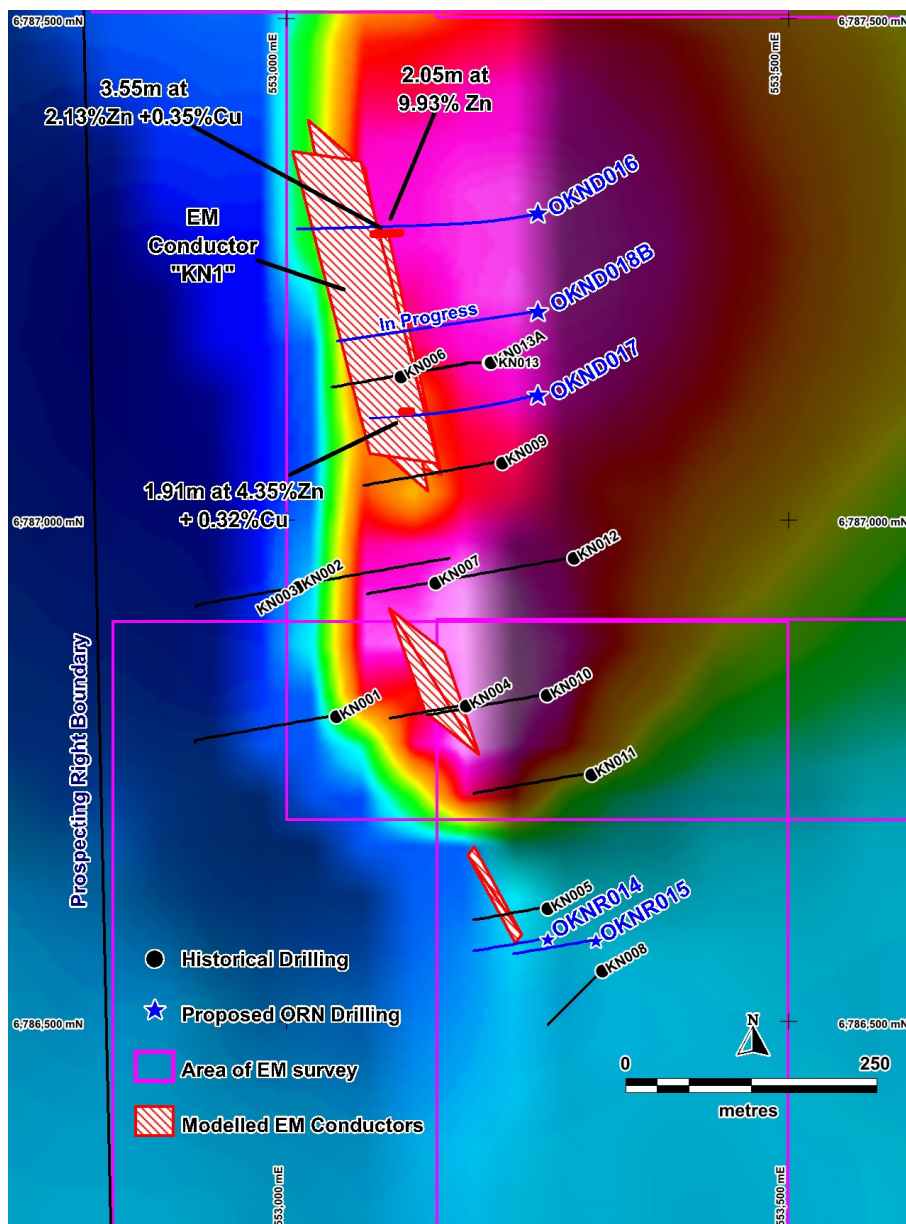 6,787,500 mN
6,787,500 mN
553,000 mE
553,500 mE
3.55m at
2.13%Zn +0.35%Cu
2.05m at
9.93% Zn
OKND016
EM
Conductor
"KN1"
OKND018B
In Progress
KN013A
KN013
KN006
OKND017
KN009
1.91m at 4.35%Zn
+ 0.32%Cu
6,787,000 mN
6,787,000 mN
KN012
KN002
KN003
KN007
KN010
KN004
KN001
KN011
Prospecting Right Boundary
KN005
OKNR014
OKNR015
KN008
Historical Drilling
Proposed ORN Drilling
Area of EM survey
Modelled EM Conductors
6,786,500 mN
6,786,500 mN
N
0
250
metres
553,000 mE
553,500 mE